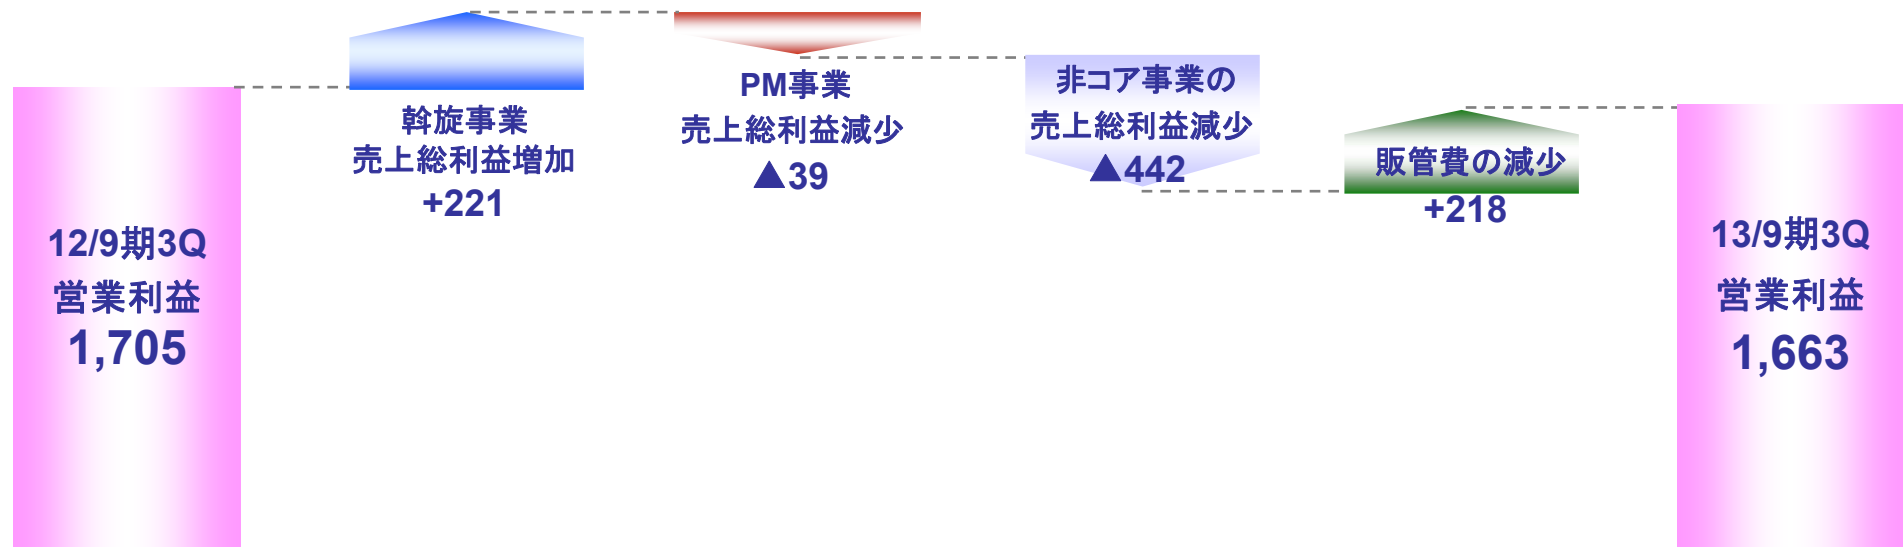 12/9期3Q
営業利益
1,705
斡旋事業
売上総利益増加
+221
PM事業
売上総利益減少
▲39
非コア事業の
売上総利益減少
▲442
販管費の減少
+218
13/9期3Q
営業利益
1,663